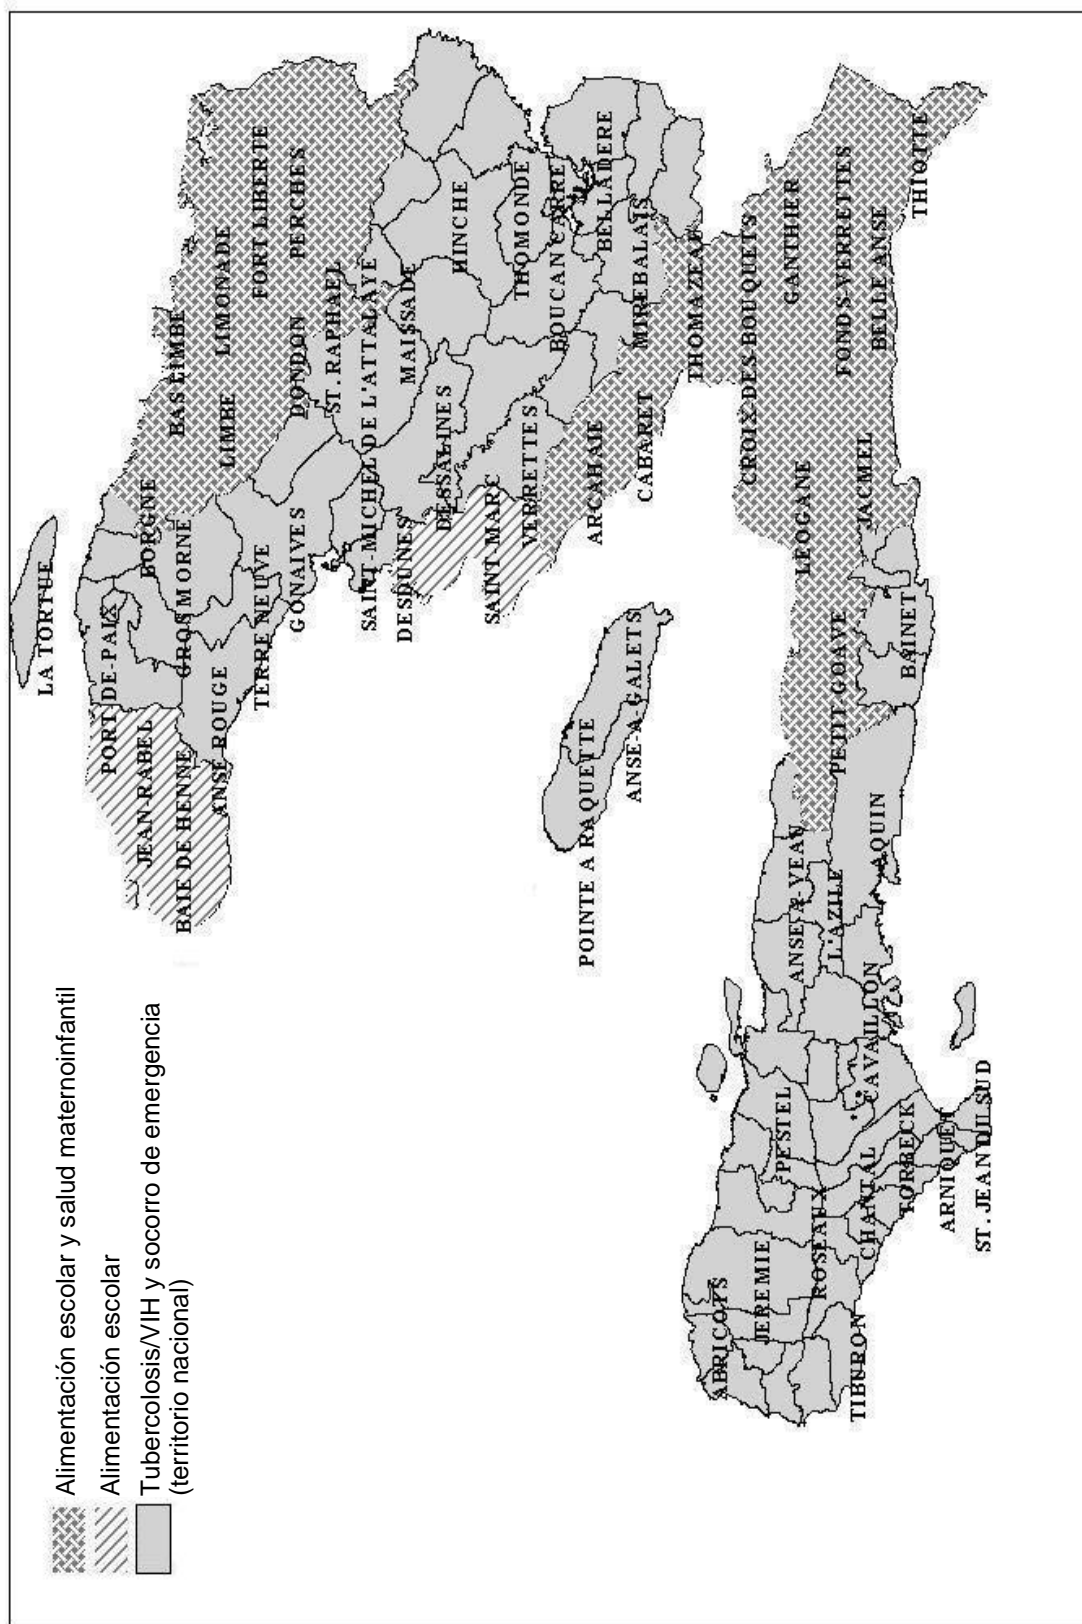 Alimentación escolar y salud maternoinfantil
Alimentación escolar
Tubercolosis/VIH y socorro de emergencia
(territorio nacional)
LA TORTUE
PORT-DE-PAIX
JEAN-RABEL
BORGNE
BAS LIMBE
BAIE DE HENNE
GROS MORNE
ANSE ROUGE
LIMBE
LIMONADE
TERRE NEUVE
FORT LIBERTE
GONAIVES
DONDON
PERCHES
ST. RAPHAEL
SAINT-MICHEL DE L'ATTALAYE
DESDUNES
MAISSADE
DESSALINES
HINCHE
SAINT-MARC
VERRETTES
THOMONDE
BOUCAN CARRE
POINTE A RAQUETTE
ARCAHAIE
BELLADERE
ANSE-A-GALETS
CABARET
MIREBALAIS
THOMAZEAU
ABRICOTS
CROIX-DES-BOUQUETS
JEREMIE
PESTEL
ANSE-A-VEAU
LEOGANE
GANTHIER
ROSEAUX
L'AZILE
PETIT-GOAVE
FONDS VERRETTES
TIBURON
CHANTAL
CAVAILLON
AQUIN
JACMEL
BELLE ANSE
TORBECK
BAINET
THIOTTE
ARNIQUET
ST. JEAN DU SUD